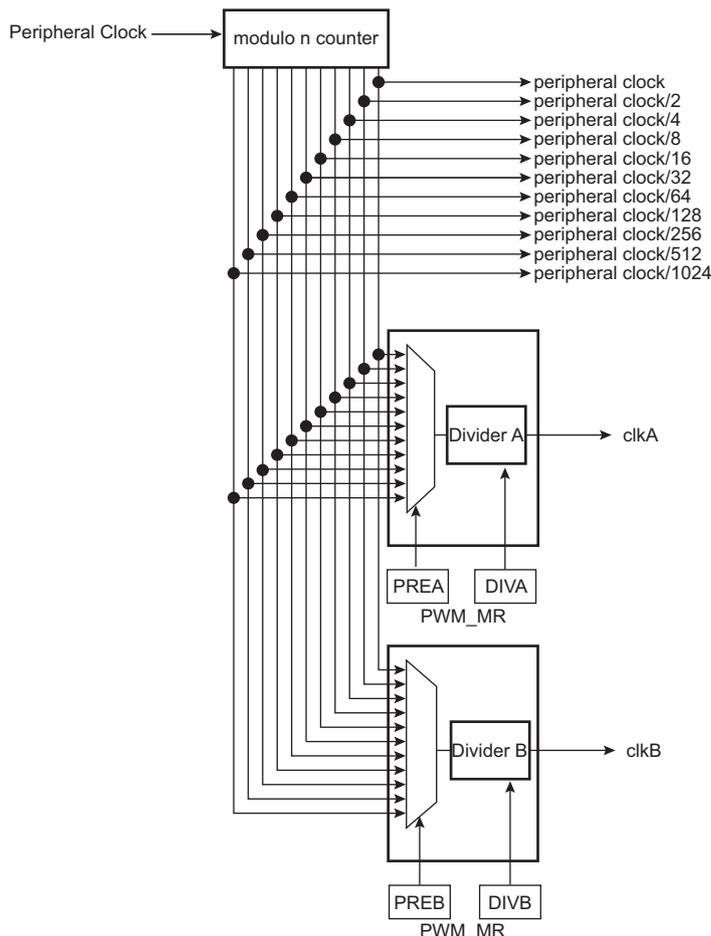 Peripheral Clock
modulo n counter
peripheral clock
peripheral clock/2
peripheral clock/4
peripheral clock/8
peripheral clock/16
peripheral clock/32
peripheral clock/64
peripheral clock/128
peripheral clock/256
peripheral clock/512
peripheral clock/1024
Divider A
clkA
PREA
DIVA
PWM_MR
Divider B
clkB
PREB
DIVB
PWM_MR